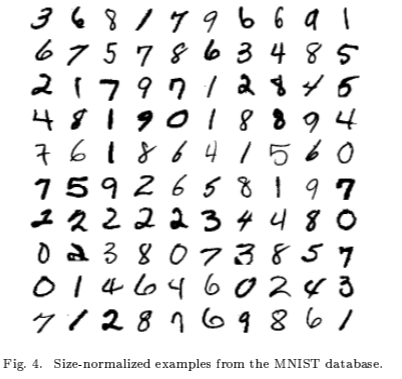 3 6 8 1 7 9 6 6 9 1
6 7 5 7 8 6 3 4 8 5
2 1 7 9 7 1 2 8 4 5
4 8 1 9 0 1 8 8 9 4
7 6 1 8 6 4 1 5 6 0
7 5 9 2 6 5 8 1 9 7
2 2 2 2 2 3 4 4 8 0
0 2 3 8 0 7 3 8 5 7
0 1 4 6 4 6 0 2 4 3
7 1 2 8 7 6 9 8 6 1
Fig. 4. Size-normalized examples from the MNIST database.